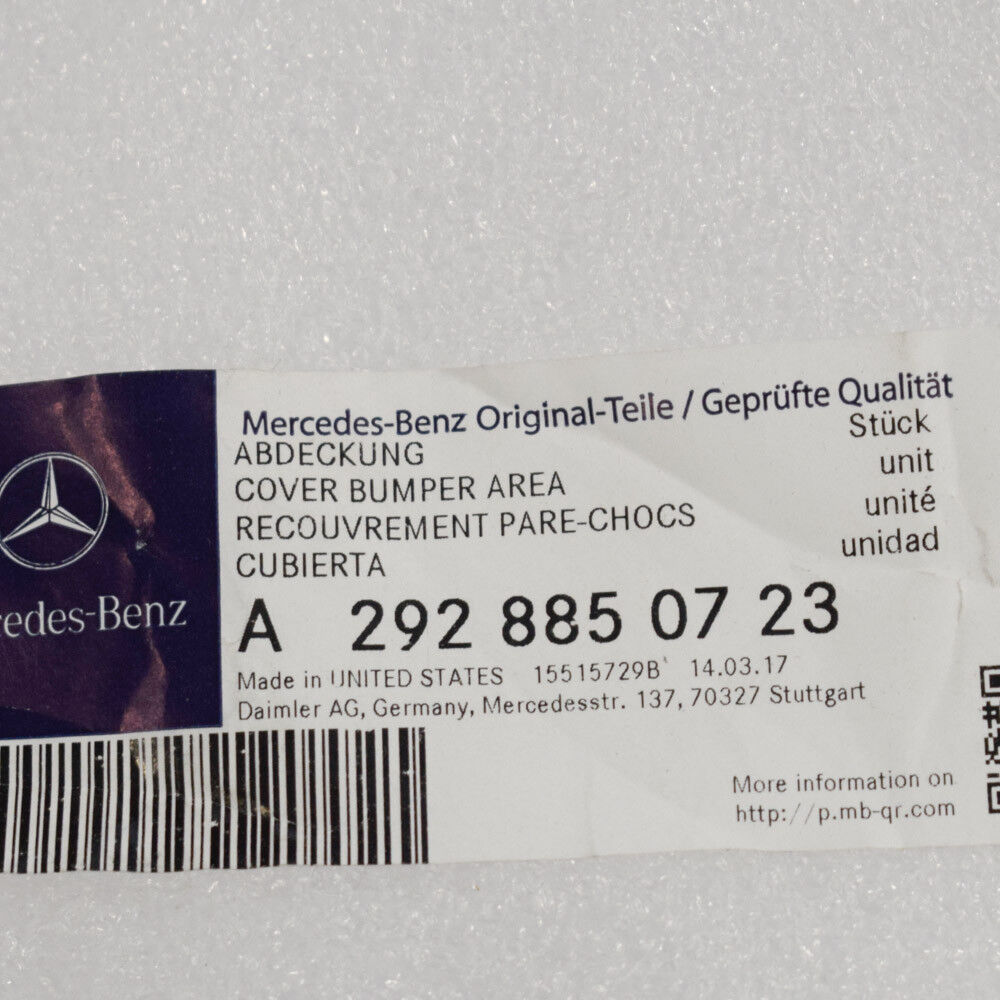 Mercedes-Benz Original-Teile / Geprüfte Qualität
ABDECKUNG Stück
COVER BUMPER AREA unit
RECOUVREMENT PARE-CHOCS unité
CUBIERTA unidad
edes-Benz
A 292 885 07 23
Made in UNITED STATES 15515729B 14.03.17
Daimler AG, Germany, Mercedesstr. 137, 70327 Stuttgart
More information on
http://p.mb-qr.com